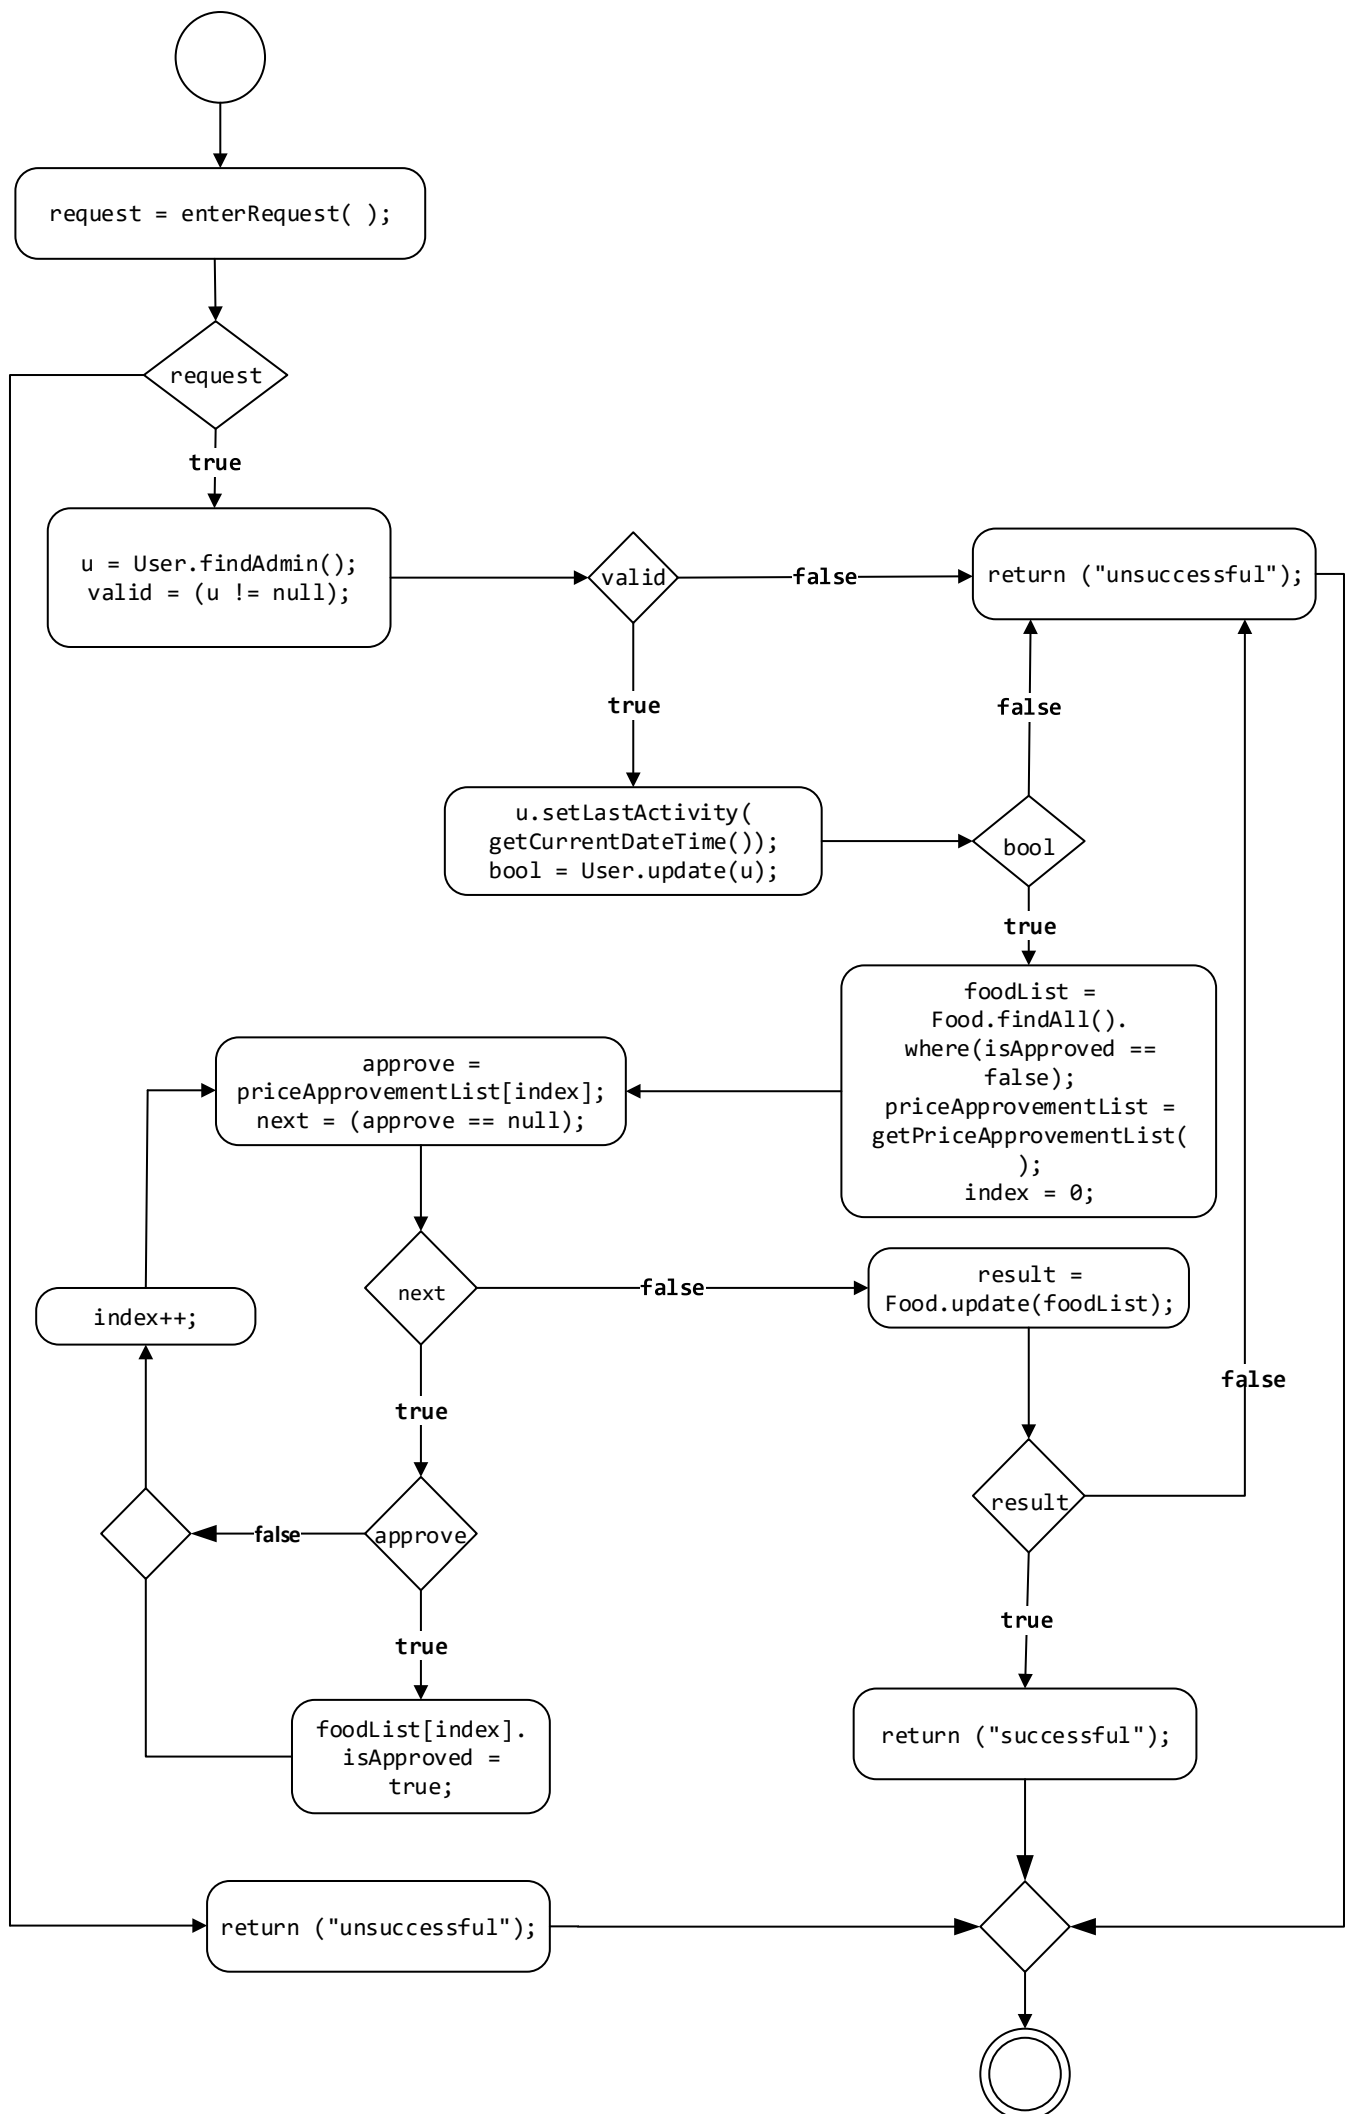 request = enterRequest( );
request
true
u = User.findAdmin();
valid = (u != null);
valid
false
return ("unsuccessful");
true
false
u.setLastActivity(
getCurrentDateTime());
bool = User.update(u);
bool
true
foodList =
Food.findAll().
where(isApproved ==
false);
priceApprovementList =
getPriceApprovementList(
);
index = 0;
approve =
priceApprovementList[index];
next = (approve == null);
next
false
result =
Food.update(foodList);
index++;
true
false
result
approve
false
true
true
foodList[index].
isApproved =
true;
return ("successful");
return ("unsuccessful");